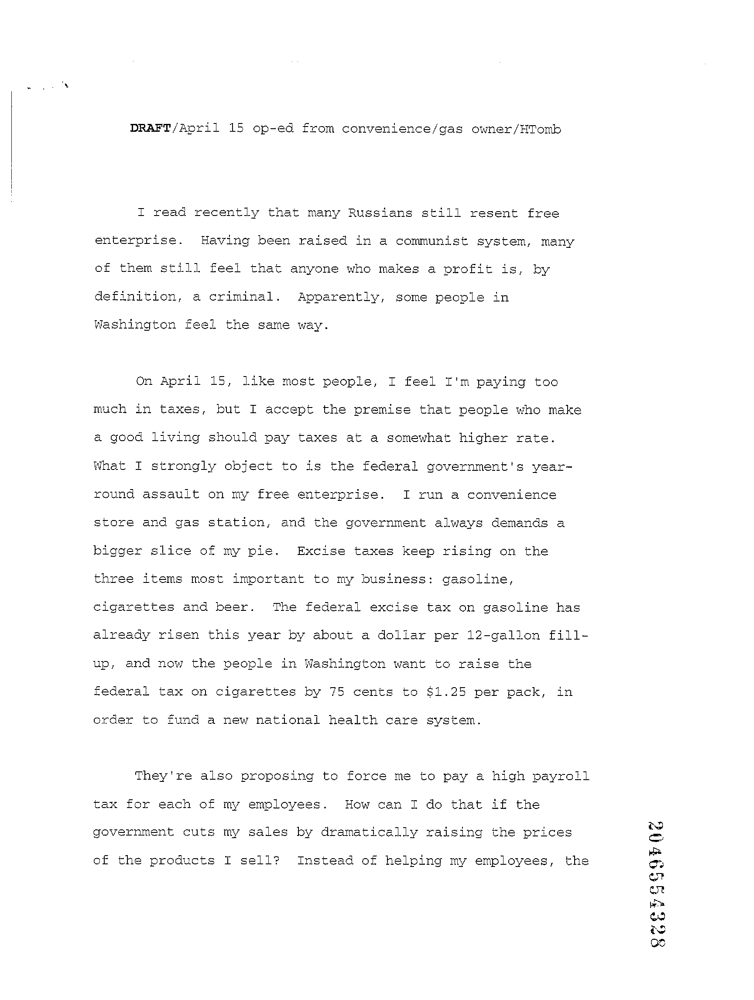 DRAFT/April 15 op-ed from convenience/gas owner/HTomb
I read recently that many Russians still resent free
enterprise. Having been raised in a communist system, many
of them still feel that anyone who makes a profit is, by
definition, a criminal. Apparently, some people in
Washington feel the same way.
On April 15, like most people, I feel I'm paying too
much in taxes, but I accept the premise that people who make
a good living should pay taxes at a somewhat higher rate.
What I strongly object to is the federal government's year-
round assault on my free enterprise. I run a convenience
store and gas station, and the government always demands a
bigger slice of my pie. Excise taxes keep rising on the
three items most important to my business: gasoline,
cigarettes and beer. The federal excise tax on gasoline has
already risen this year by about a dollar per 12-gallon fill-
up, and now the people in Washington want to raise the
federal tax on cigarettes by 75 cents to $1.25 per pack, in
order to fund a new national health care system.
They're also proposing to force me to pay a high payroll
tax for each of my employees. How can I do that if the
government cuts my sales by dramatically raising the prices
of the products I sell? Instead of helping my employees, the
2046554328